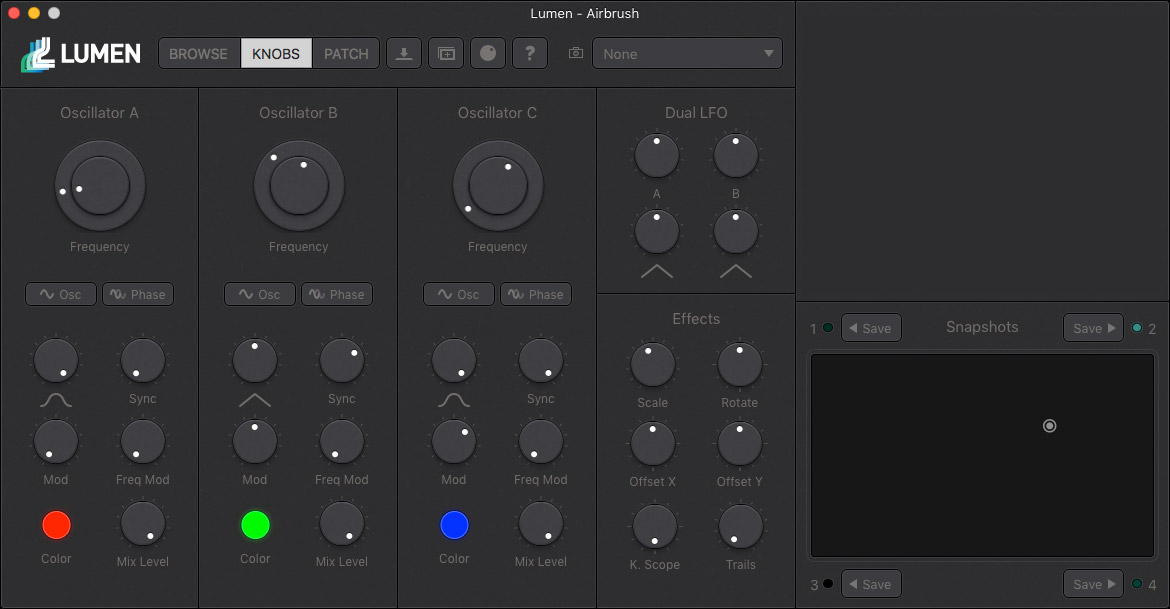 Lumen – Airbrush
LUMEN
BROWSE KNOBS PATCH ? None
Oscillator A
Frequency
Osc Phase
Sync
Mod Freq Mod
Color Mix Level
Oscillator B
Frequency
Osc Phase
Sync
Mod Freq Mod
Color Mix Level
Oscillator C
Frequency
Osc Phase
Sync
Mod Freq Mod
Color Mix Level
Dual LFO
A B
Effects
Scale Rotate
Offset X Offset Y
K. Scope Trails
1 Save Snapshots Save 2
3 Save Save 4